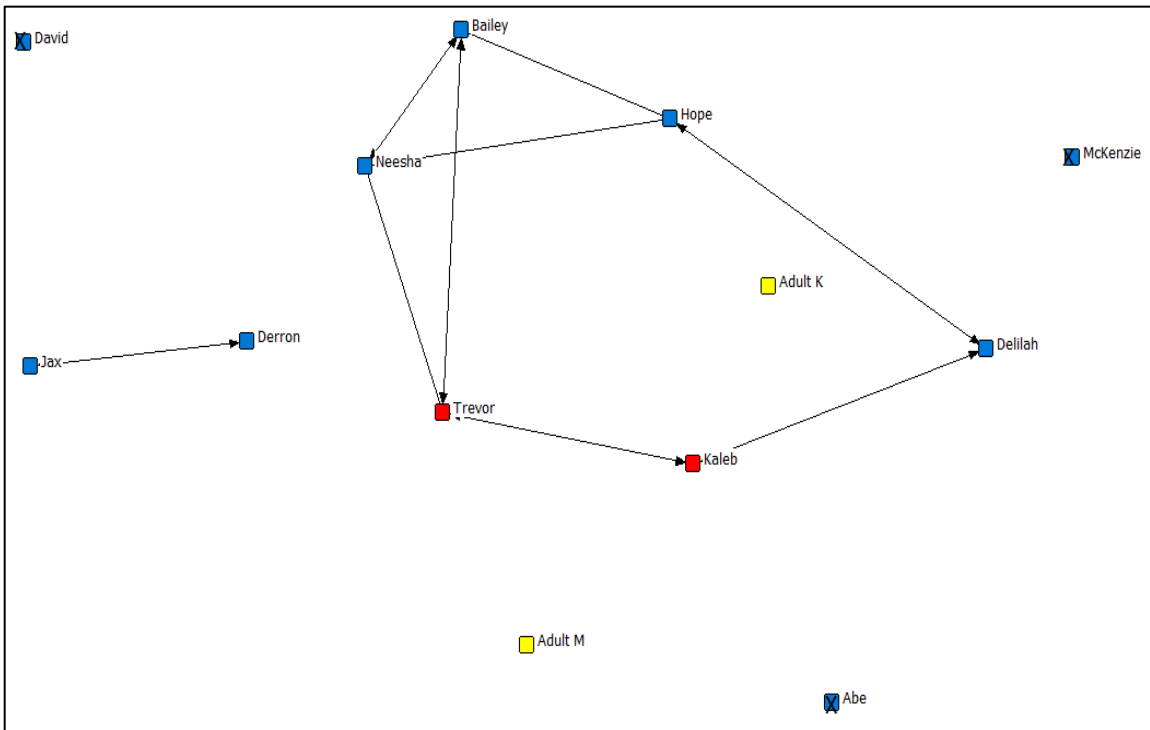 Bailey
David
Hope
McKenzie
Neesha
Adult K
Derron
Delilah
Jax
Trevor
Kaleb
Adult M
Abe